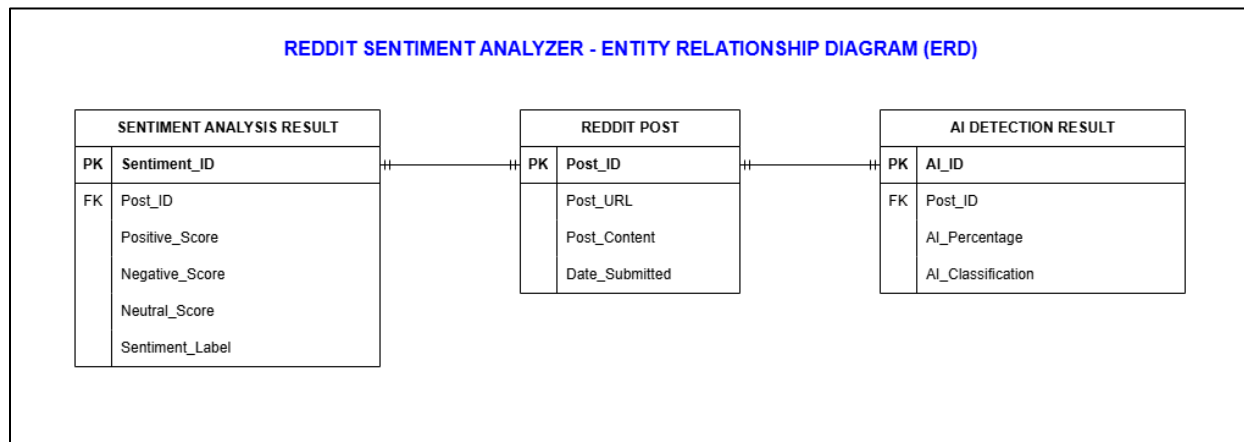 REDDIT SENTIMENT ANALYZER - ENTITY RELATIONSHIP DIAGRAM (ERD)
SENTIMENT ANALYSIS RESULT
PK Sentiment_ID
FK Post_ID
Positive_Score
Negative_Score
Neutral_Score
Sentiment_Label
REDDIT POST
PK Post_ID
Post_URL
Post_Content
Date_Submitted
AI DETECTION RESULT
PK AI_ID
FK Post_ID
AI_Percentage
AI_Classification